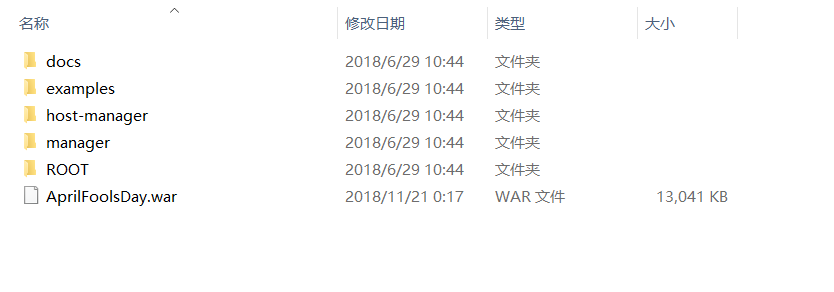 名称 修改日期 类型 大小
docs 2018/6/29 10:44 文件夹
examples 2018/6/29 10:44 文件夹
host-manager 2018/6/29 10:44 文件夹
manager 2018/6/29 10:44 文件夹
ROOT 2018/6/29 10:44 文件夹
AprilFoolsDay.war 2018/11/21 0:17 WAR 文件 13,041 KB